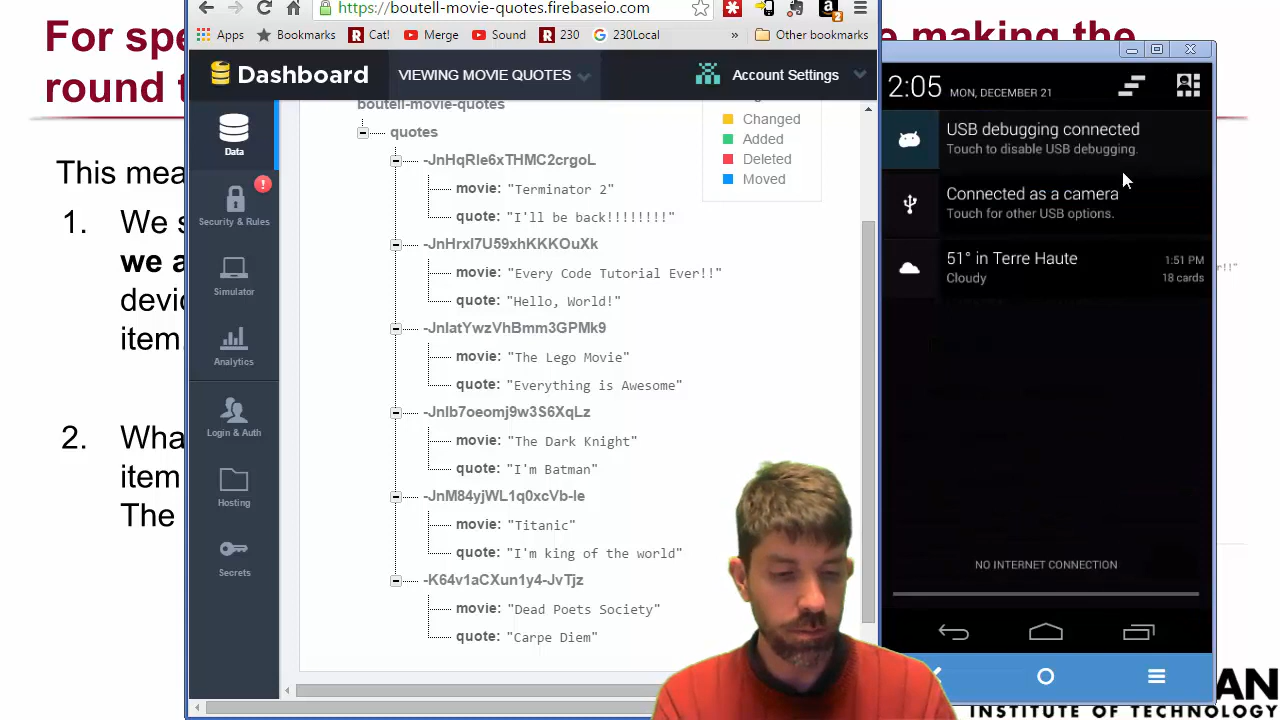 For spe
e making the
round t
This mea
1. We s
we a
devic
item.
2. Wha
item
The
https://boutell-movie-quotes.firebaseio.com
Apps
Bookmarks
Cat!
Merge
Sound
230
230Local
»
Other bookmarks
Dashboard
VIEWING MOVIE QUOTES
Account Settings
Data
Security & Rules
Simulator
Analytics
Login & Auth
Hosting
Secrets
boutell-movie-quotes
quotes
-JnHqRle6xTHMC2crgoL
movie: "Terminator 2"
quote: "I'll be back!!!!!!!!"
-JnHrxI7U59xhKKKOuXk
movie: "Every Code Tutorial Ever!!"
quote: "Hello, World!"
-JnIatYwzVhBmm3GPMk9
movie: "The Lego Movie"
quote: "Everything is Awesome"
-JnIb7oeomj9w3S6XqLz
movie: "The Dark Knight"
quote: "I'm Batman"
-JnM84yjWL1q0xcVb-Ie
movie: "Titanic"
quote: "I'm king of the world"
-K64v1aCXun1y4-JvTjz
movie: "Dead Poets Society"
quote: "Carpe Diem"
Changed
Added
Deleted
Moved
2:05 MON, DECEMBER 21
USB debugging connected
Touch to disable USB debugging.
Connected as a camera
Touch for other USB options.
51° in Terre Haute 1:51 PM
Cloudy 18 cards
NO INTERNET CONNECTION
AN
INSTITUTE OF TECHNOLOGY